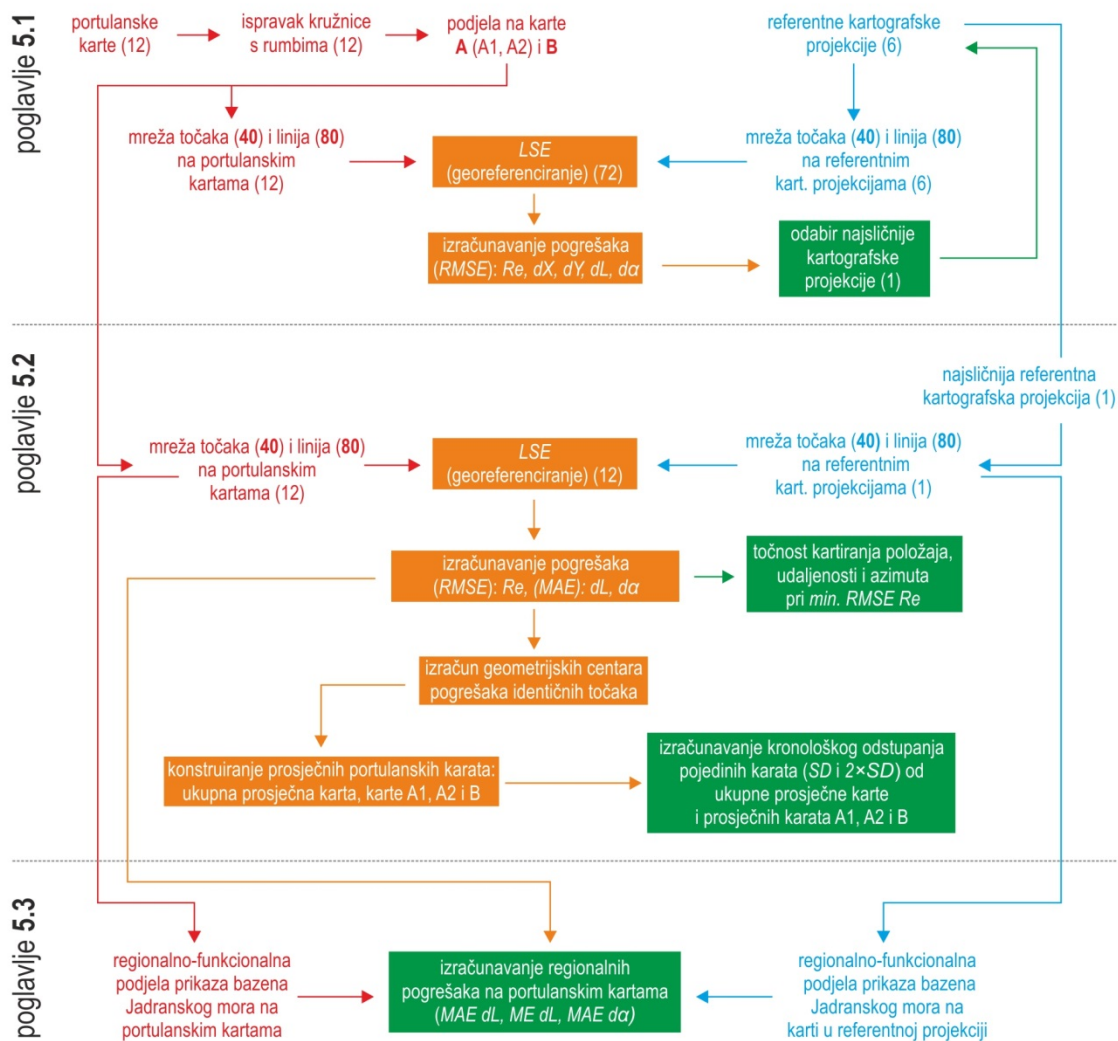 poglavlje 5.1
portulanske
karte (12)
ispravak kružnice
s rumbima (12)
podjela na karte
A (A1, A2) i B
referentne kartografske
projekcije (6)
mreža točaka (40) i linija (80)
na portulanskim
kartama (12)
LSE
(georeferenciranje) (72)
mreža točaka (40) i linija (80)
na referentnim
kart. projekcijama (6)
izračunavanje pogrešaka
(RMSE): Re, dX, dY, dL, dα
odabir najsličnije
kartografske
projekcije (1)
poglavlje 5.2
najsličnija referentna
kartografska projekcija (1)
mreža točaka (40) i linija (80)
na portulanskim
kartama (12)
LSE
(georeferenciranje) (12)
mreža točaka (40) i linija (80)
na referentnim
kart. projekcijama (1)
izračunavanje pogrešaka
(RMSE): Re, (MAE): dL, dα
točnost kartiranja položaja,
udaljenosti i azimuta
pri min. RMSE Re
izračun geometrijskih centara
pogrešaka identičnih točaka
konstruiranje prosječnih portulanskih karata:
ukupna prosječna karta, karte A1, A2 i B
izračunavanje kronološkog odstupanja
pojedinih karata (SD i 2×SD) od
ukupne prosječne karte
i prosječnih karata A1, A2 i B
poglavlje 5.3
regionalno-funkcionalna
podjela prikaza bazena
Jadranskog mora na
portulanskim kartama
izračunavanje regionalnih
pogrešaka na portulanskim kartama
(MAE dL, ME dL, MAE dα)
regionalno-funkcionalna
podjela prikaza bazena
Jadranskog mora na
karti u referentnoj projekciji